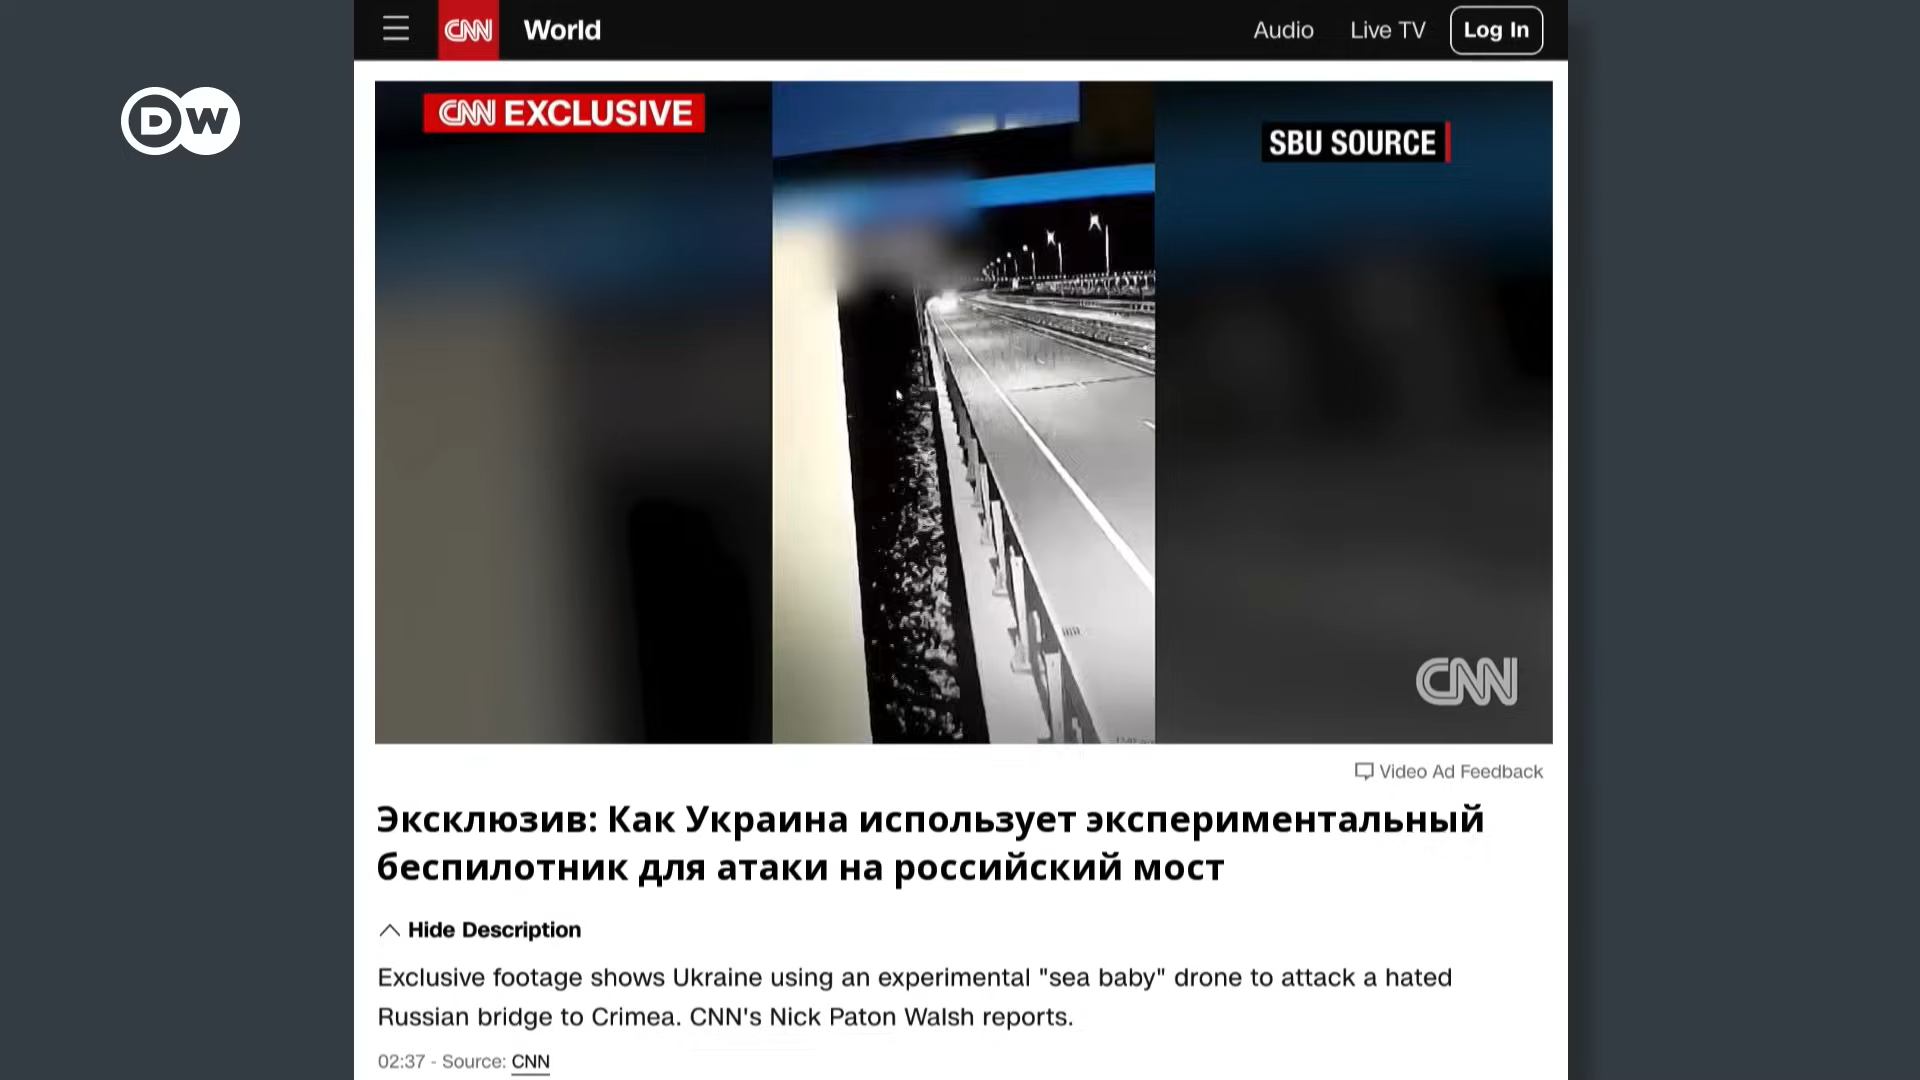 CNN World Audio Live TV Log In
DW
CNN EXCLUSIVE
SBU SOURCE
CNN
Video Ad Feedback
Эксклюзив: Как Украина использует экспериментальный
беспилотник для атаки на российский мост
Hide Description
Exclusive footage shows Ukraine using an experimental "sea baby" drone to attack a hated
Russian bridge to Crimea. CNN's Nick Paton Walsh reports.
02:37 - Source: CNN